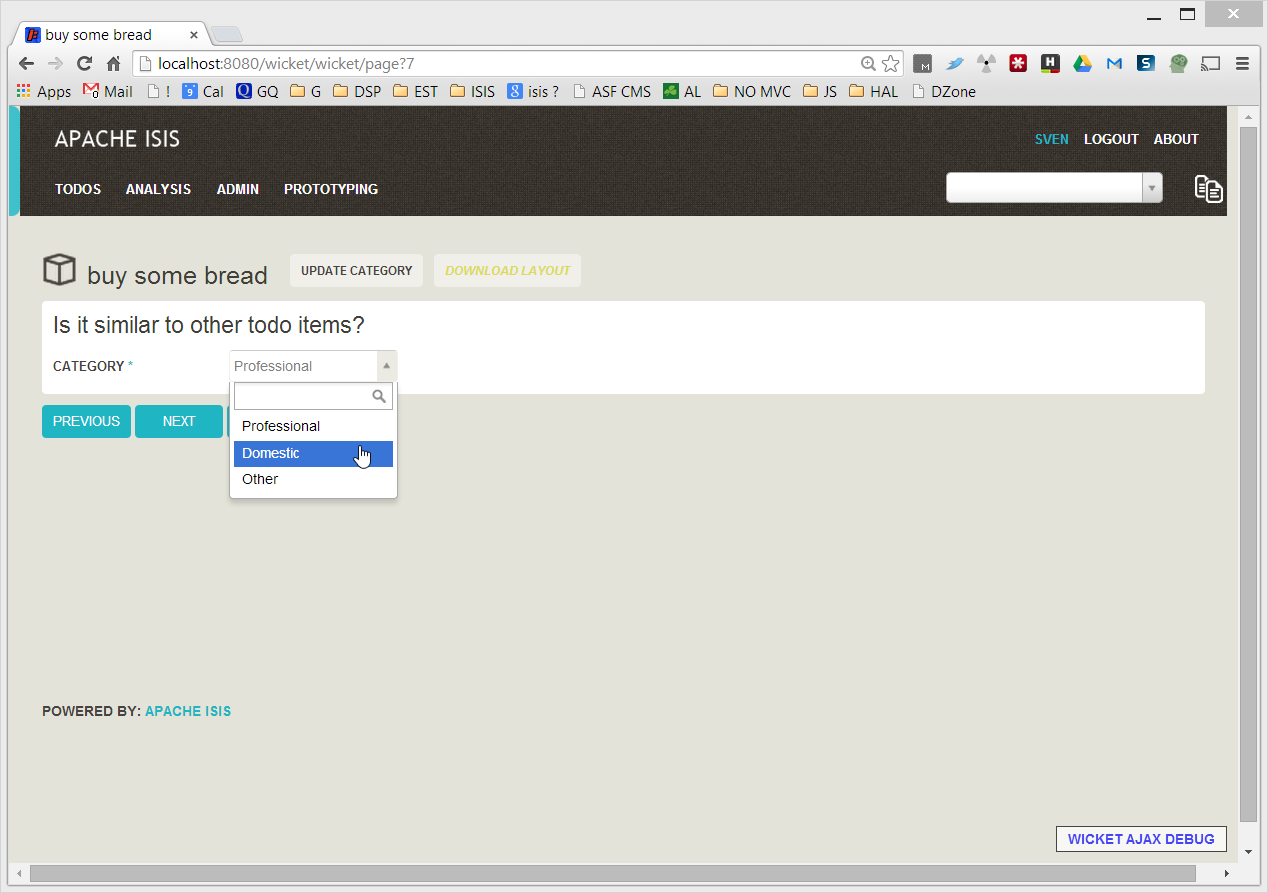 buy some bread
localhost:8080/wicket/wicket/page?7
Apps Mail ! Cal GQ G DSP EST ISIS isis ? ASF CMS AL NO MVC JS HAL DZone
APACHE ISIS
SVEN LOGOUT ABOUT
TODOS ANALYSIS ADMIN PROTOTYPING
buy some bread UPDATE CATEGORY DOWNLOAD LAYOUT
Is it similar to other todo items?
CATEGORY * Professional
PREVIOUS NEXT
Professional
Domestic
Other
POWERED BY: APACHE ISIS
WICKET AJAX DEBUG